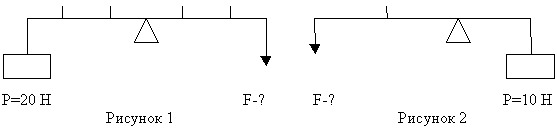 P=20 Н F-? F-? P=10 Н
Рисунок 1 Рисунок 2